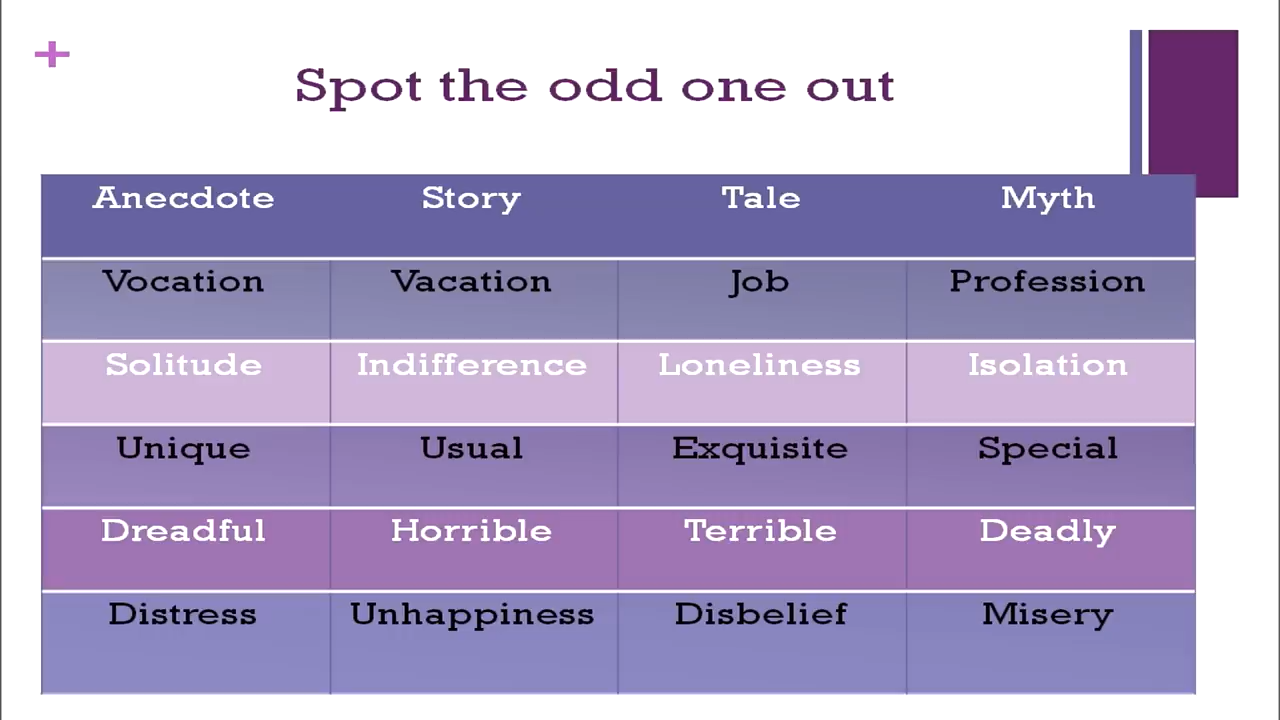 +
Spot the odd one out
Anecdote Story Tale Myth
Vocation Vacation Job Profession
Solitude Indifference Loneliness Isolation
Unique Usual Exquisite Special
Dreadful Horrible Terrible Deadly
Distress Unhappiness Disbelief Misery